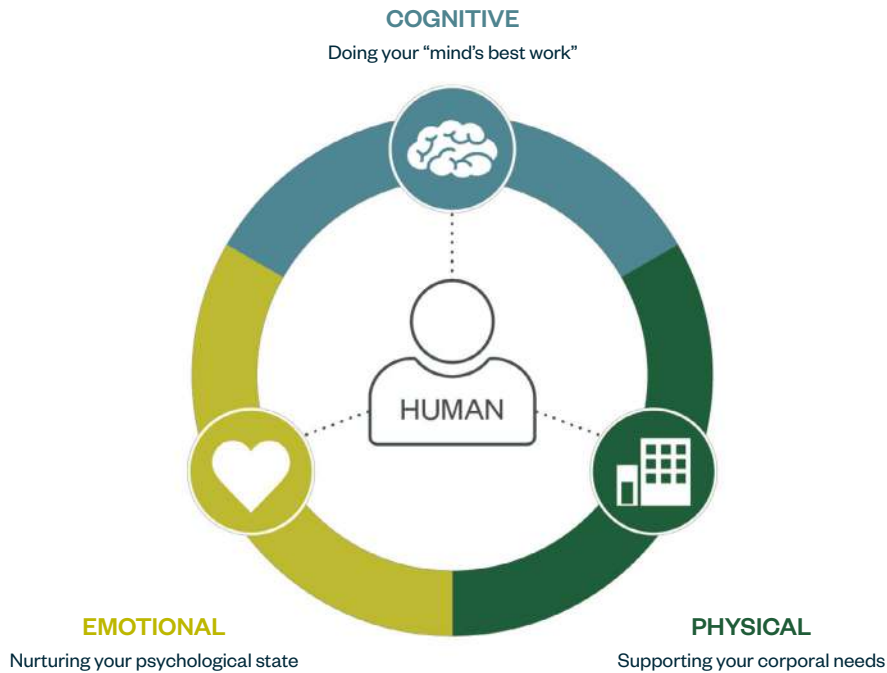 COGNITIVE
Doing your “mind’s best work”
HUMAN
EMOTIONAL
Nurturing your psychological state
PHYSICAL
Supporting your corporal needs